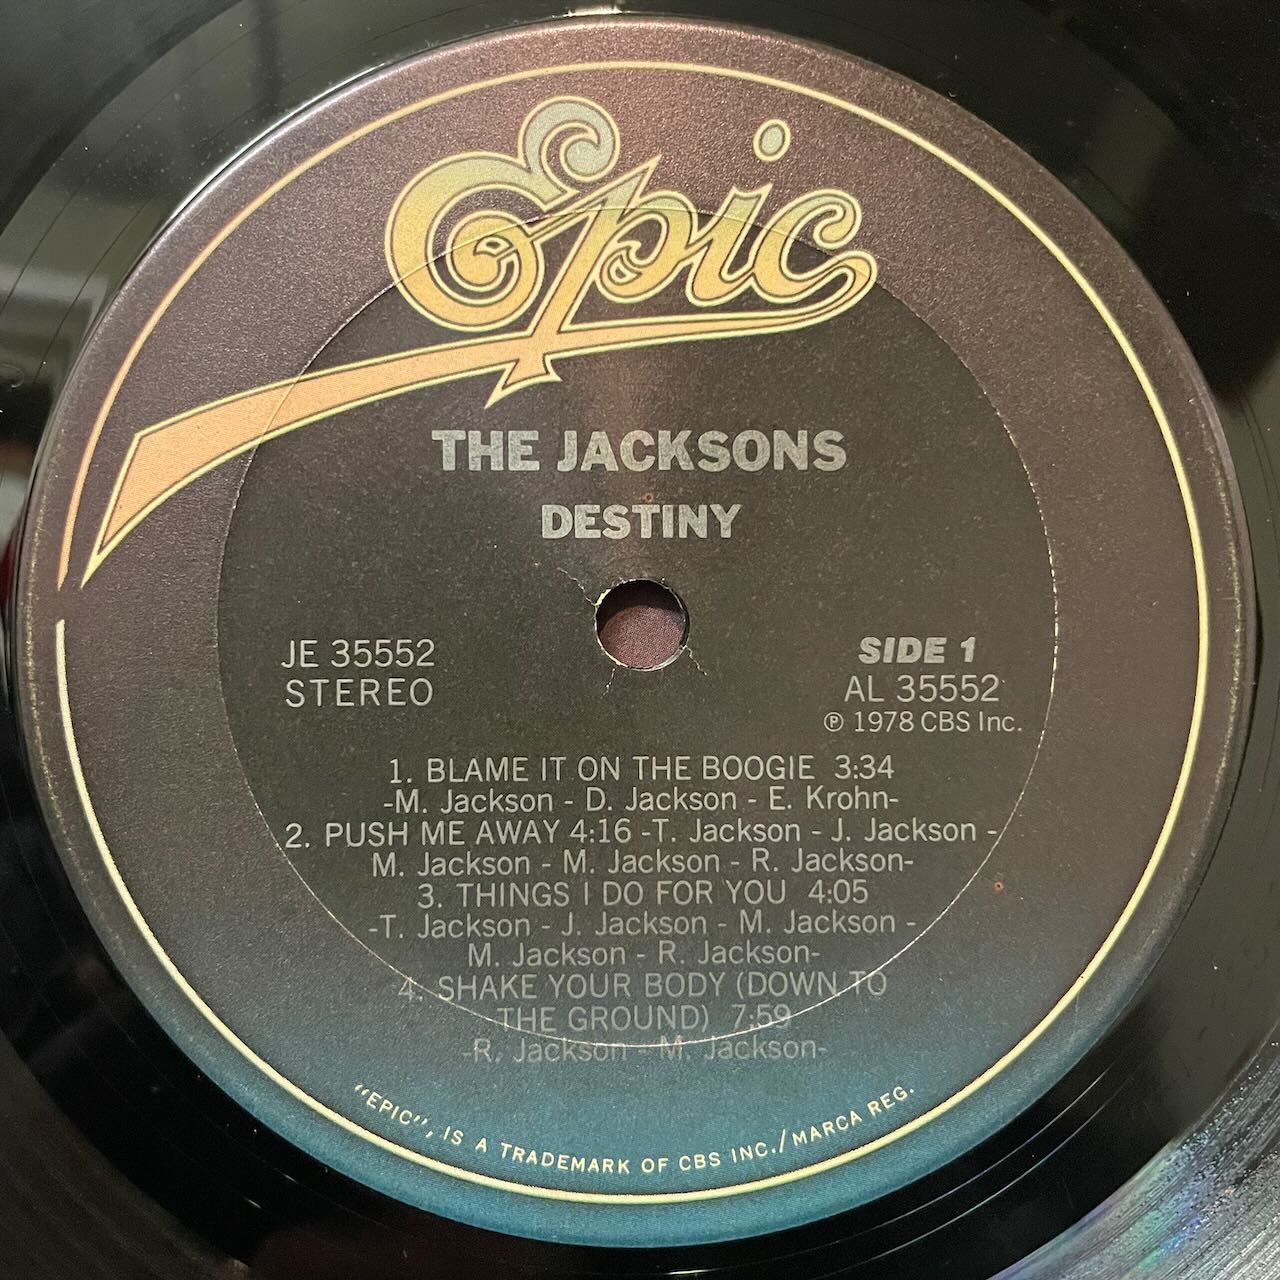 Epic
THE JACKSONS
DESTINY
JE 35552
STEREO
SIDE 1
AL 35552
℗ 1978 CBS Inc.
1. BLAME IT ON THE BOOGIE 3:34
-M. Jackson - D. Jackson - E. Krohn-
2. PUSH ME AWAY 4:16 -T. Jackson - J. Jackson -
M. Jackson - M. Jackson - R. Jackson-
3. THINGS I DO FOR YOU 4:05
-T. Jackson - J. Jackson - M. Jackson -
M. Jackson - R. Jackson-
4. SHAKE YOUR BODY (DOWN TO
THE GROUND) 7:59
-R. Jackson - M. Jackson-
"EPIC", IS A TRADEMARK OF CBS INC./MARCA REG.